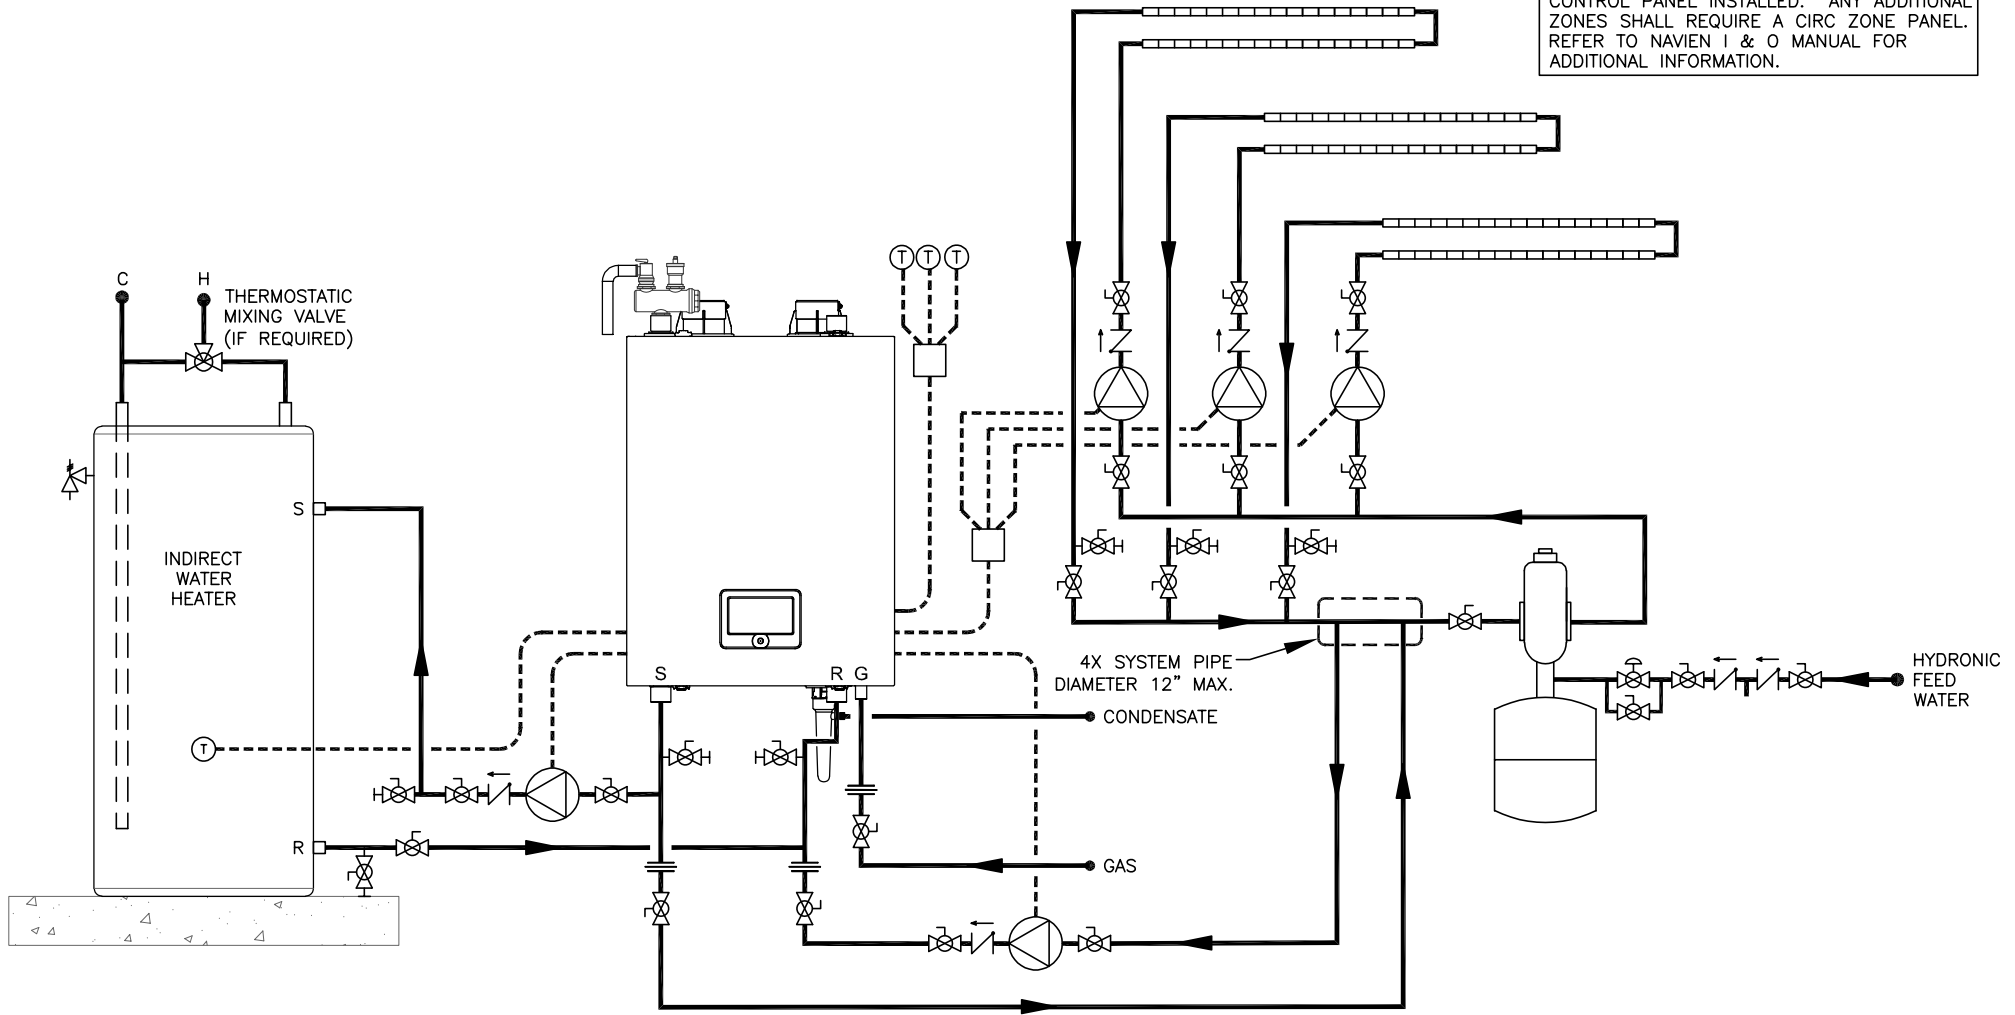 CONTROL PANEL INSTALLED. ANY ADDITIONAL
ZONES SHALL REQUIRE A CIRC ZONE PANEL.
REFER TO NAVIEN I & O MANUAL FOR
ADDITIONAL INFORMATION.
C
H
THERMOSTATIC
MIXING VALVE
(IF REQUIRED)
T
T
T
S
INDIRECT
WATER
HEATER
R
T
S
R
G
4X SYSTEM PIPE
DIAMETER 12" MAX.
CONDENSATE
GAS
HYDRONIC
FEED
WATER